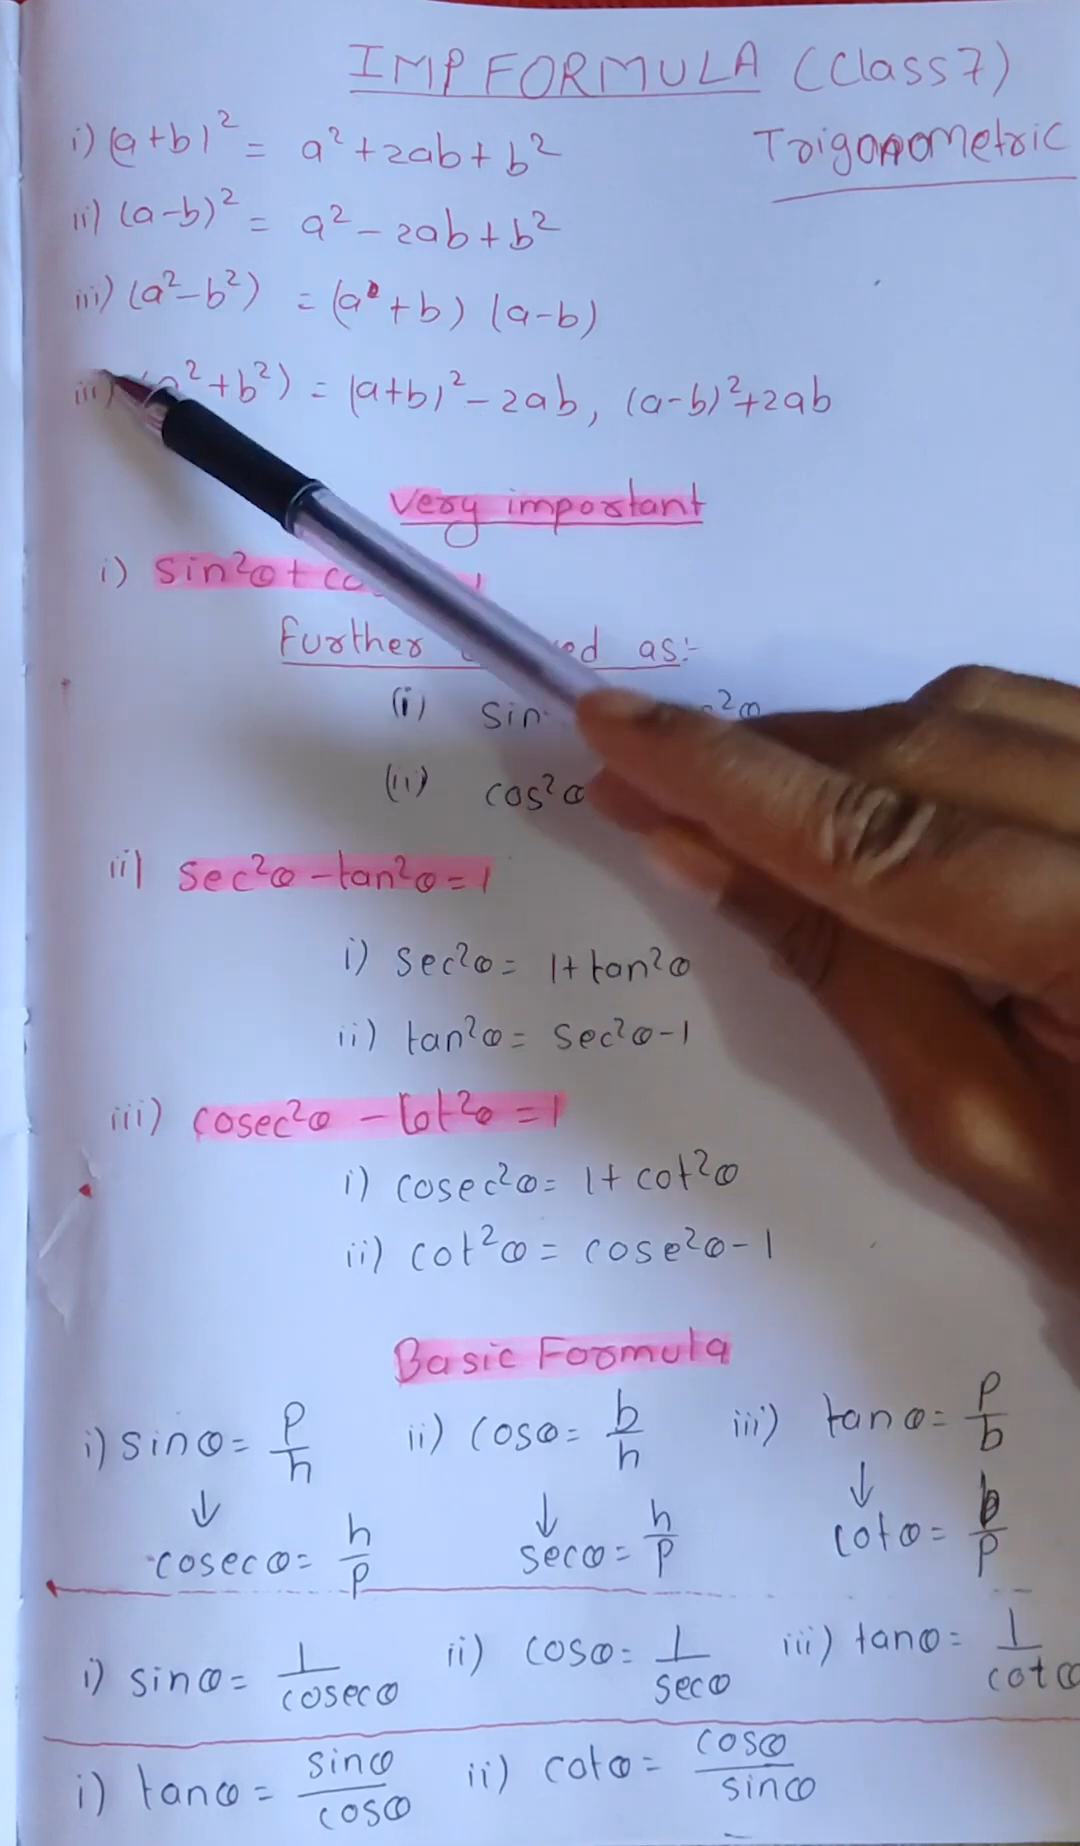 IMP FORMULA (Class 7)
Trigonometric
i) (a+b)² = a²+2ab+b²
ii) (a-b)² = a²-2ab+b²
iii) (a²-b²) = (a+b) (a-b)
iii) a²+b²) = (a+b)²-2ab, (a-b)²+2ab
Very important
i) sin²θ+
Further as:-
(i) sin
(ii) cos²θ
ii) sec²θ-tan²θ=1
i) sec²θ= 1+tan²θ
ii) tan²θ= sec²θ-1
iii) cosec²θ - Cot²θ =1
i) cosec²θ= 1+cot²θ
ii) cot²θ = cose²θ-1
Basic Formula
i) sinθ= p/h ii) cosθ= b/h iii) tanθ= p/b
↓ ↓ ↓
cosecθ= h/p secθ= h/p cotθ= b/p
i) sinθ= 1/cosecθ ii) cosθ= 1/secθ iii) tanθ= 1/cotθ
i) tanθ= sinθ/cosθ ii) cotθ= cosθ/sinθ